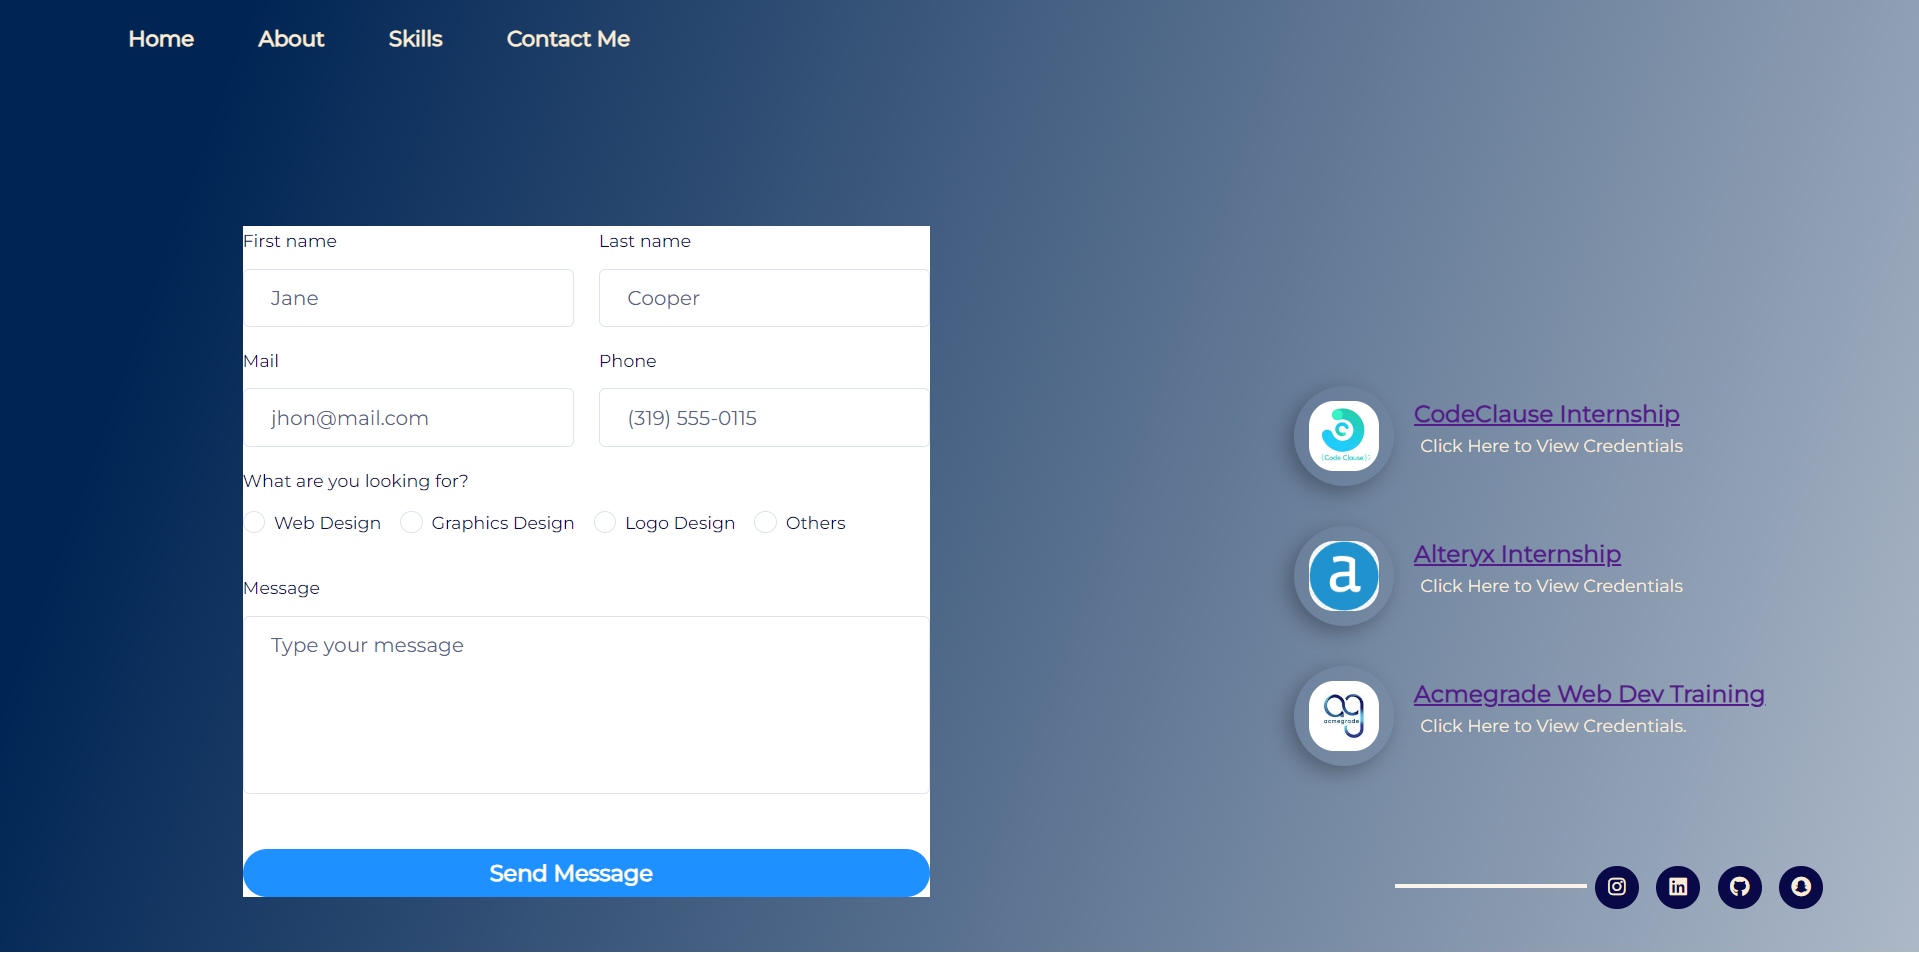 Home About Skills Contact Me
First name Last name
Jane Cooper
Mail Phone
jhon@mail.com (319) 555-0115
What are you looking for?
Web Design Graphics Design Logo Design Others
Message
Type your message
Send Message
{Code Clause}
CodeClause Internship
Click Here to View Credentials
a
Alteryx Internship
Click Here to View Credentials
ag
acmegrade
Acmegrade Web Dev Training
Click Here to View Credentials.
in